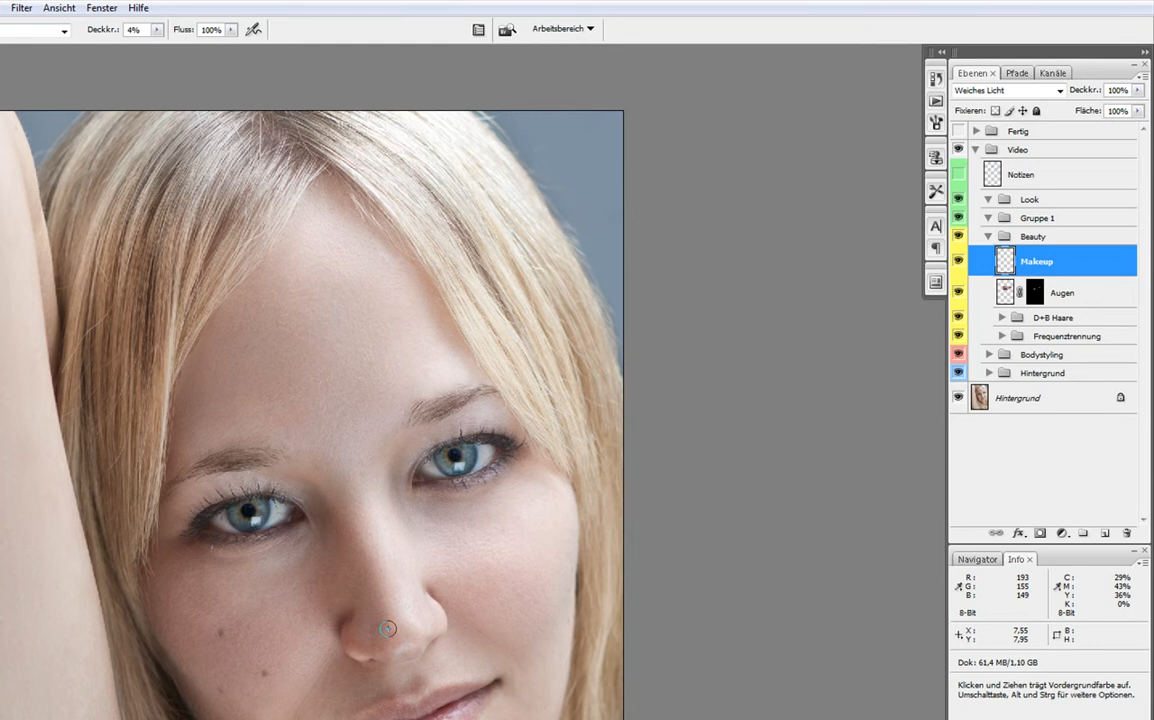 Filter Ansicht Fenster Hilfe
Deckkr.: 4% Fluss: 100% Arbeitsbereich
Ebenen × Pfade Kanäle
Weiches Licht Deckkr.: 100%
Fixieren: Fläche: 100%
Fertig
Video
Notizen
Look
Gruppe 1
Beauty
Makeup
Augen
D+B Haare
Frequenztrennung
Bodystyling
Hintergrund
Hintergrund
fx
Navigator Info ×
R: 193 C: 29%
G: 155 M: 43%
B: 149 Y: 36%
K: 0%
8-Bit 8-Bit
X: 7,55 B:
Y: 7,95 H:
Dok: 61,4 MB/1,10 GB
Klicken und Ziehen trägt Vordergrundfarbe auf.
Umschalttaste, Alt und Strg für weitere Optionen.